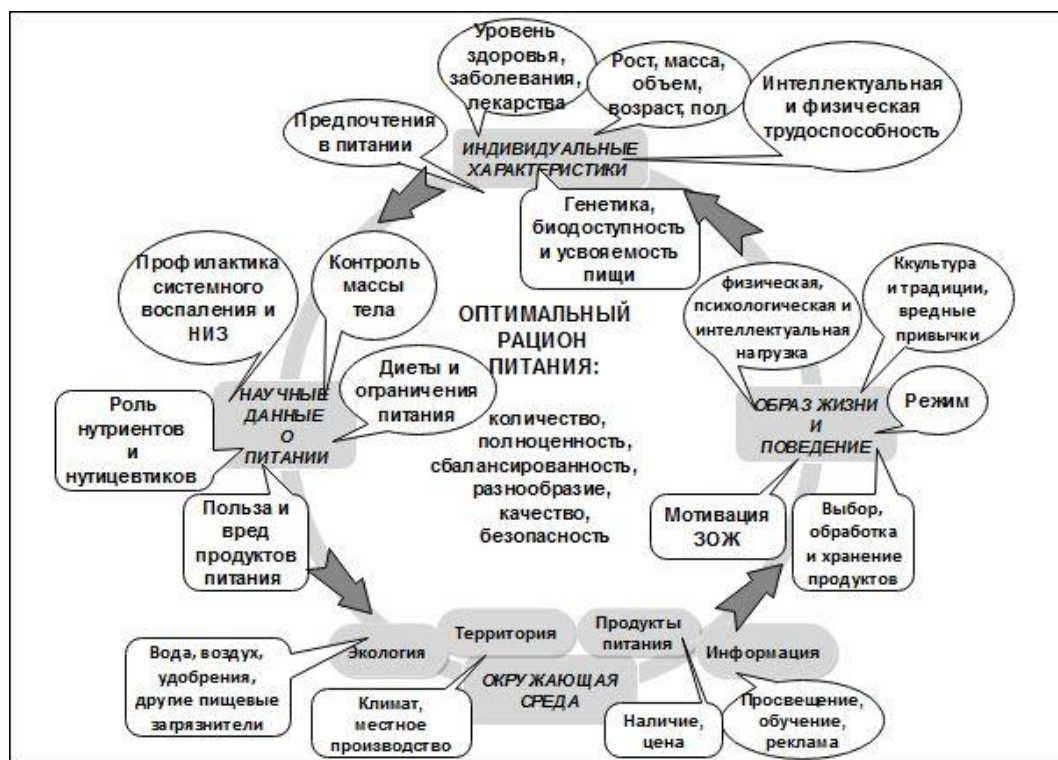 Уровень
здоровья,
заболевания,
лекарства
Рост, масса,
объем,
возраст, пол
Интеллектуальная
и физическая
трудоспособность
Предпочтения
в питании
ИНДИВИДУАЛЬНЫЕ
ХАРАКТЕРИСТИКИ
Генетика,
биодоступность
и усвояемость
пищи
Профилактика
системного
воспаления и
НИЗ
Контроль
массы
тела
физическая,
психологическая и
интеллектуальная
нагрузка
Ккультура
и традиции,
вредные
привычки
ОПТИМАЛЬНЫЙ
РАЦИОН
ПИТАНИЯ:
количество,
полноценность,
сбалансированность,
разнообразие,
качество,
безопасность
Диеты и
ограничения
питания
НАУЧНЫЕ
ДАННЫЕ
О
ПИТАНИИ
Роль
нутриентов
и
нутицевтиков
Польза и
вред
продуктов
питания
ОБРАЗ ЖИЗНИ
И
ПОВЕДЕНИЕ
Режим
Мотивация
ЗОЖ
Выбор,
обработка
и хранение
продуктов
Экология
Территория
Продукты
питания
Информация
ОКРУЖАЮЩАЯ
СРЕДА
Вода, воздух,
удобрения,
другие пищевые
загрязнители
Климат,
местное
производство
Наличие,
цена
Просвещение,
обучение,
реклама